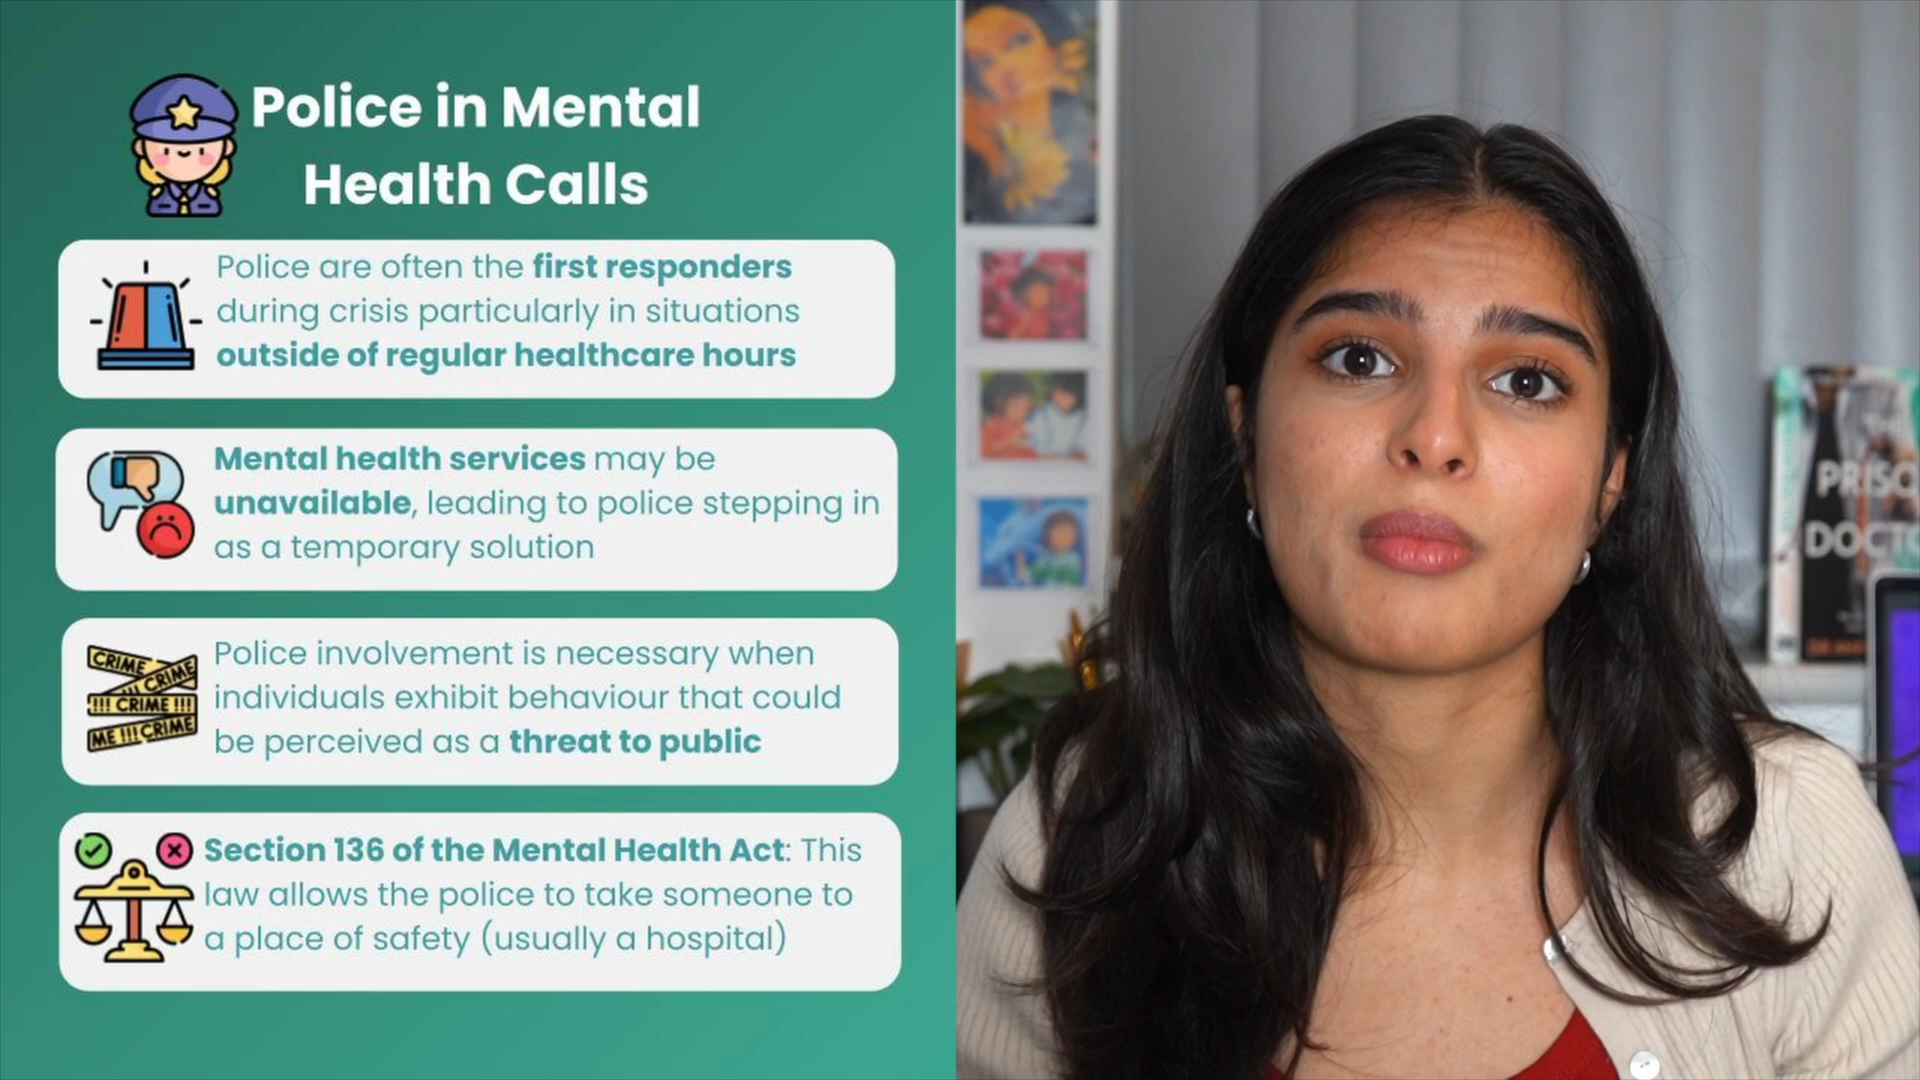 Police in Mental
Health Calls
Police are often the first responders
during crisis particularly in situations
outside of regular healthcare hours
Mental health services may be
unavailable, leading to police stepping in
as a temporary solution
CRIME
CRIME
!!! CRIME !!!
ME !!! CRIME
Police involvement is necessary when
individuals exhibit behaviour that could
be perceived as a threat to public
Section 136 of the Mental Health Act: This
law allows the police to take someone to
a place of safety (usually a hospital)
THE
PRISO
DOCTO